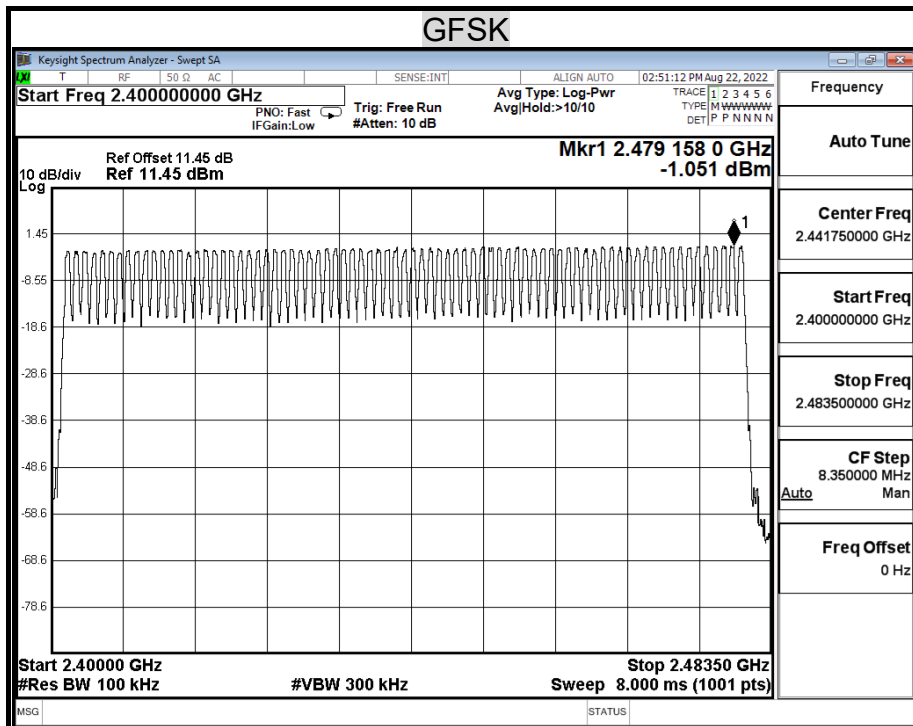 GFSK
Keysight Spectrum Analyzer - Swept SA
LXI T RF 50 Ω AC SENSE:INT ALIGN AUTO 02:51:12 PM Aug 22, 2022
Start Freq 2.400000000 GHz
PNO: Fast
IFGain:Low
Trig: Free Run
#Atten: 10 dB
Avg Type: Log-Pwr
Avg|Hold:>10/10
TRACE 1 2 3 4 5 6
TYPE M W W W W W
DET P P N N N N
Ref Offset 11.45 dB
10 dB/div Ref 11.45 dBm
Log
Mkr1 2.479 158 0 GHz
-1.051 dBm
1
1.45
-8.55
-18.6
-28.6
-38.6
-48.6
-58.6
-68.6
-78.6
Start 2.40000 GHz
Stop 2.48350 GHz
#Res BW 100 kHz
#VBW 300 kHz
Sweep 8.000 ms (1001 pts)
MSG
STATUS
Frequency
Auto Tune
Center Freq
2.441750000 GHz
Start Freq
2.400000000 GHz
Stop Freq
2.483500000 GHz
CF Step
8.350000 MHz
Auto Man
Freq Offset
0 Hz